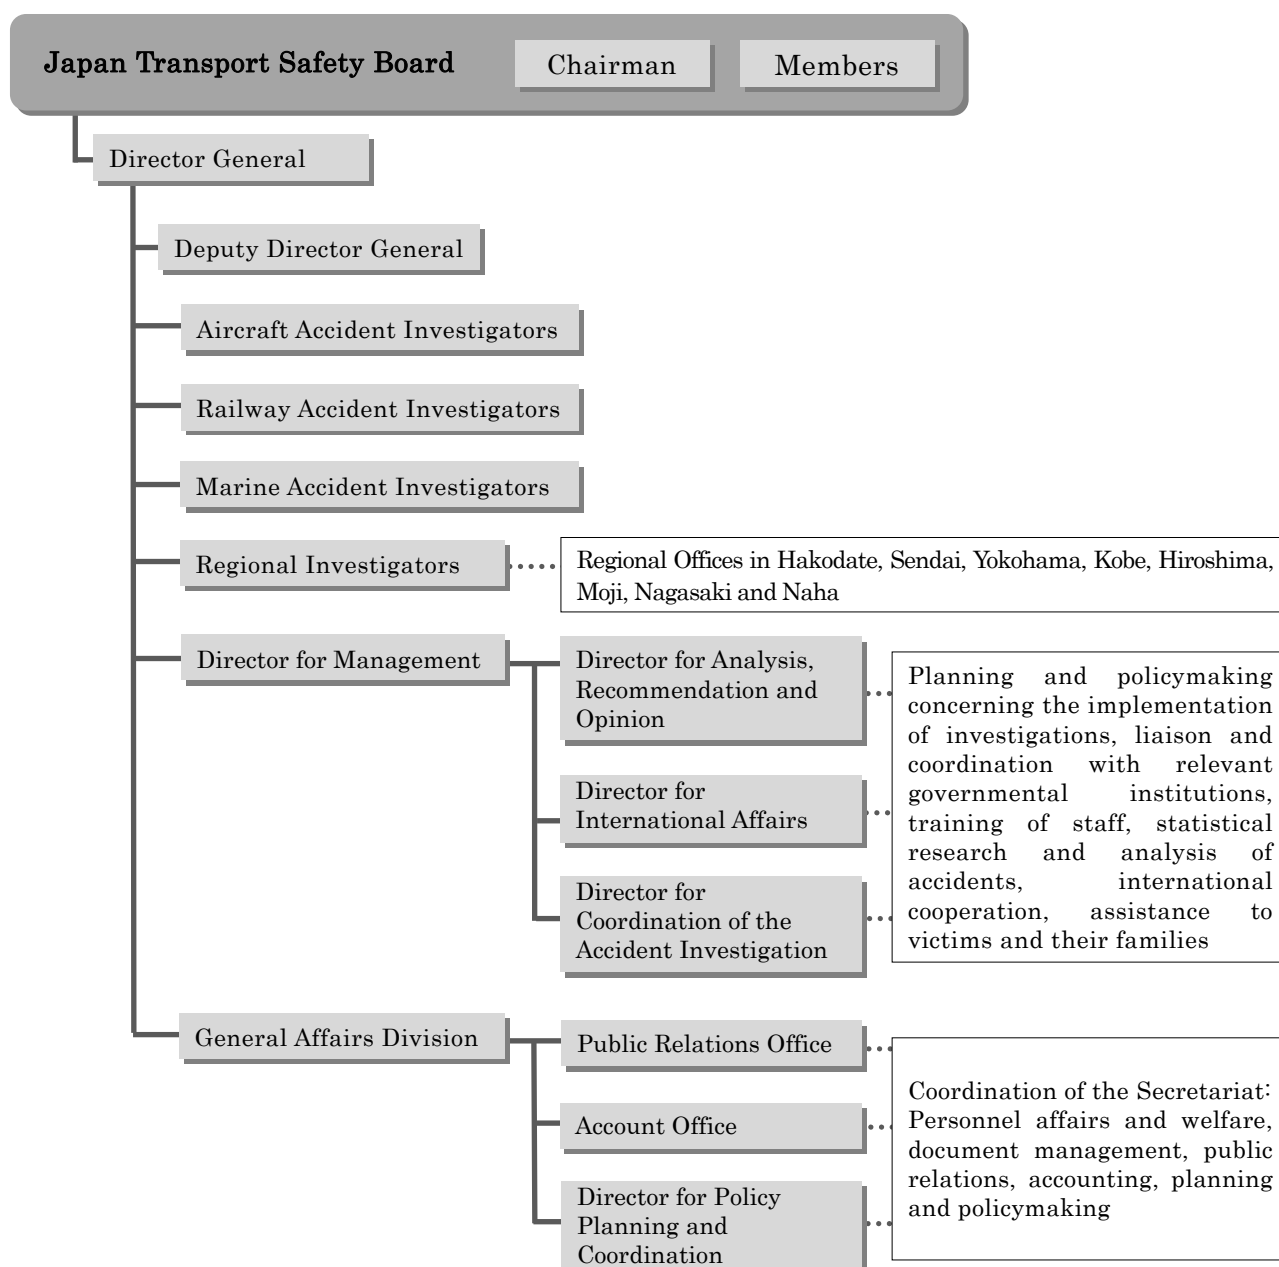 Japan Transport Safety Board
Chairman
Members
Director General
Deputy Director General
Aircraft Accident Investigators
Railway Accident Investigators
Marine Accident Investigators
Regional Investigators
Regional Offices in Hakodate, Sendai, Yokohama, Kobe, Hiroshima,
Moji, Nagasaki and Naha
Director for Management
Director for Analysis,
Recommendation and
Opinion
Director for
International Affairs
Director for
Coordination of the
Accident Investigation
Planning and policymaking
concerning the implementation
of investigations, liaison and
coordination with relevant
governmental institutions,
training of staff, statistical
research and analysis of
accidents, international
cooperation, assistance to
victims and their families
General Affairs Division
Public Relations Office
Account Office
Director for Policy
Planning and
Coordination
Coordination of the Secretariat:
Personnel affairs and welfare,
document management, public
relations, accounting, planning
and policymaking